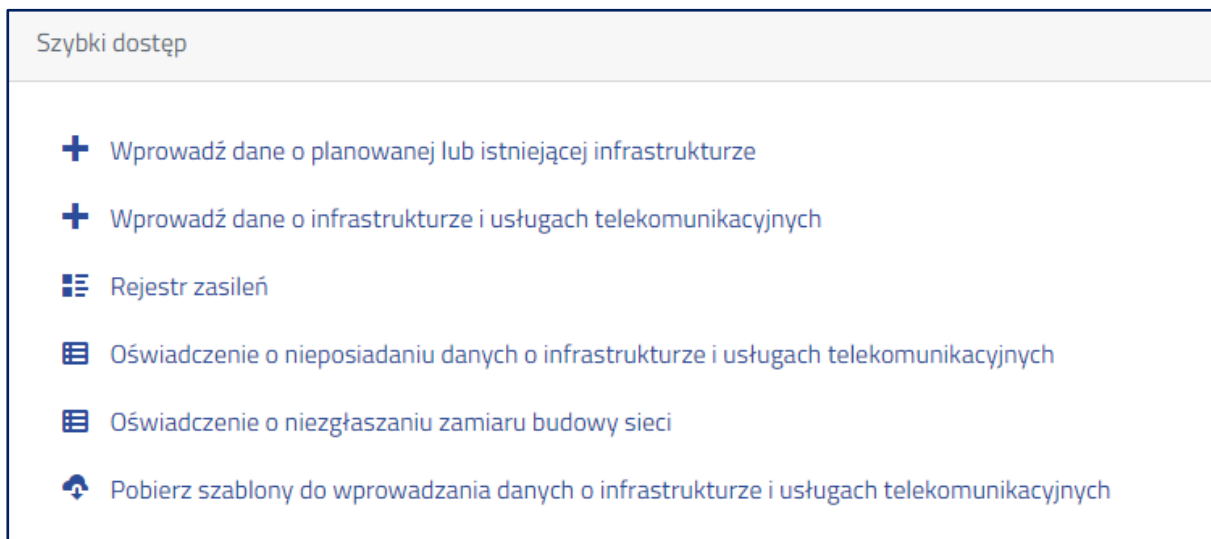 Szybki dostęp
Wprowadź dane o planowanej lub istniejącej infrastrukturze
Wprowadź dane o infrastrukturze i usługach telekomunikacyjnych
Rejestr zasileń
Oświadczenie o nieposiadaniu danych o infrastrukturze i usługach telekomunikacyjnych
Oświadczenie o niezgłaszaniu zamiaru budowy sieci
Pobierz szablony do wprowadzania danych o infrastrukturze i usługach telekomunikacyjnych